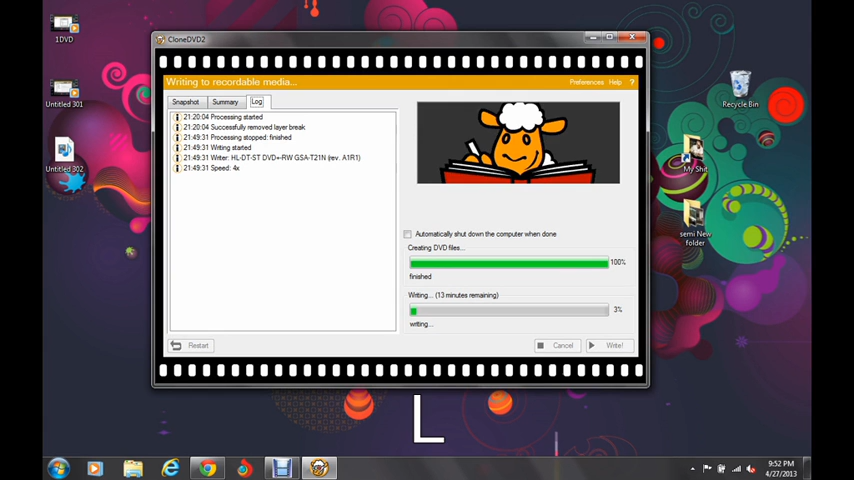 1DVD
Untitled 301
Untitled 302
CloneDVD2
Writing to recordable media...
Preferences Help ?
Snapshot Summary Log
21:20:04 Processing started
21:20:04 Successfully removed layer break
21:49:31 Processing stopped: finished
21:49:31 Writing started
21:49:31 Writer: HL-DT-ST DVD+-RW GSA-T21N (rev. A1R1)
21:49:31 Speed: 4x
Automatically shut down the computer when done
Creating DVD files...
100%
finished
Writing... (13 minutes remaining)
3%
writing...
Restart
Cancel
Write!
Recycle Bin
My Shit
semi New
folder
L
9:52 PM
4/27/2013